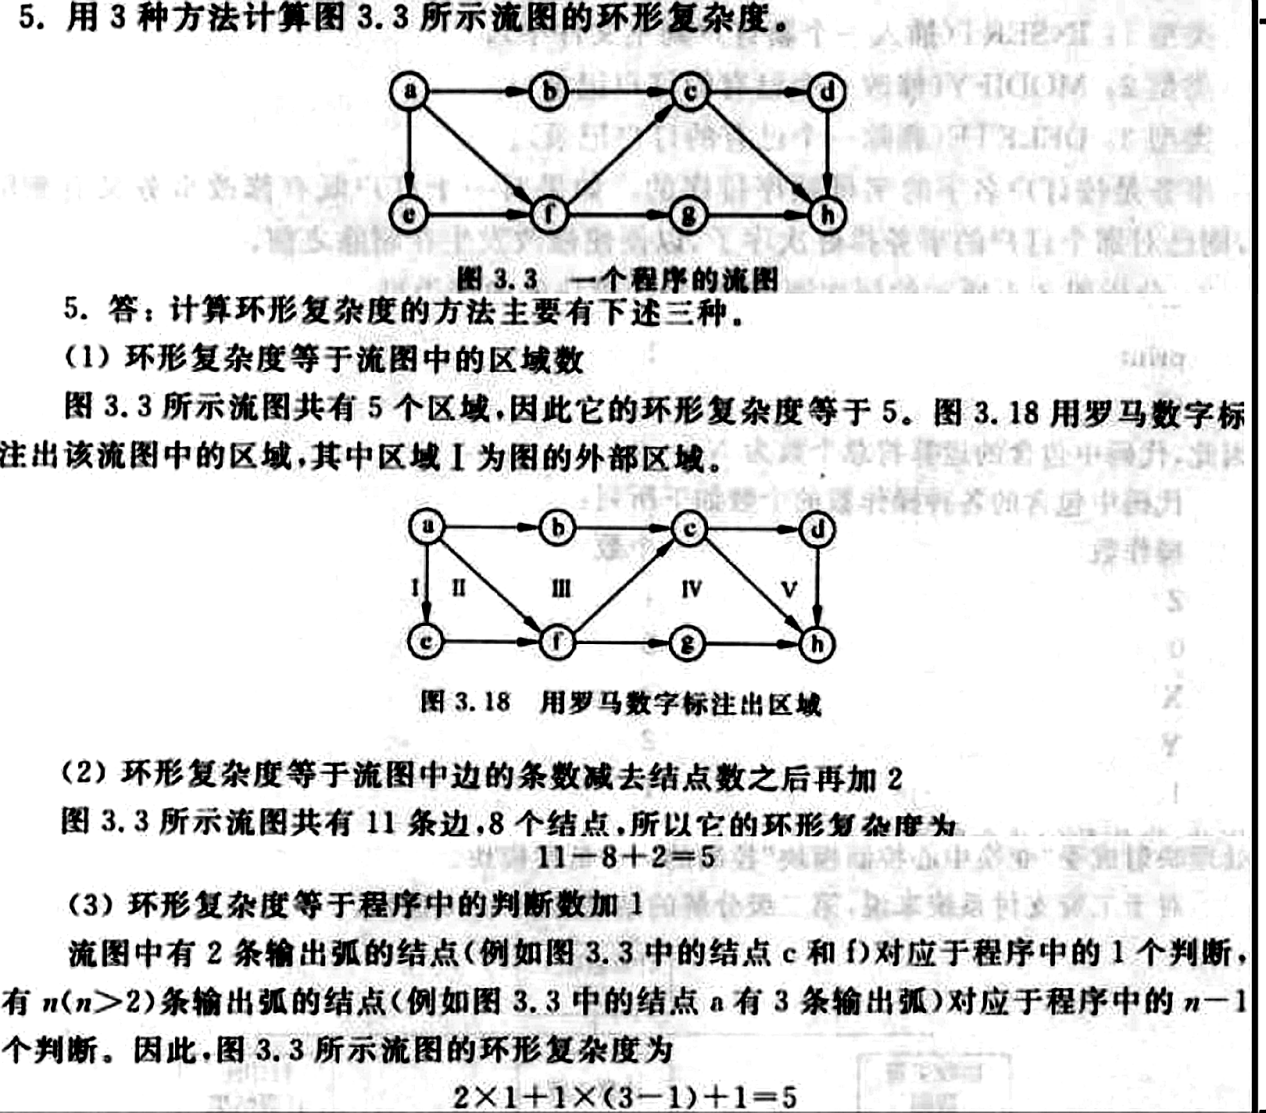 5. 用 3 种方法计算图 3.3 所示流图的环形复杂度。
a b c d
e f g h
图 3.3 一个程序的流图
5. 答：计算环形复杂度的方法主要有下述三种。
(1) 环形复杂度等于流图中的区域数
图 3.3 所示流图共有 5 个区域,因此它的环形复杂度等于 5。图 3.18 用罗马数字标
注出该流图中的区域,其中区域 I 为图的外部区域。
a b c d
I II III IV V
e f g h
图 3.18 用罗马数字标注出区域
(2) 环形复杂度等于流图中边的条数减去结点数之后再加 2
图 3.3 所示流图共有 11 条边,8 个结点,所以它的环形复杂度为
11－8＋2＝5
(3) 环形复杂度等于程序中的判断数加 1
流图中有 2 条输出弧的结点(例如图 3.3 中的结点 c 和 f)对应于程序中的 1 个判断,
有 n(n＞2)条输出弧的结点(例如图 3.3 中的结点 a 有 3 条输出弧)对应于程序中的 n－1
个判断。因此,图 3.3 所示流图的环形复杂度为
2×1＋1×(3－1)＋1＝5